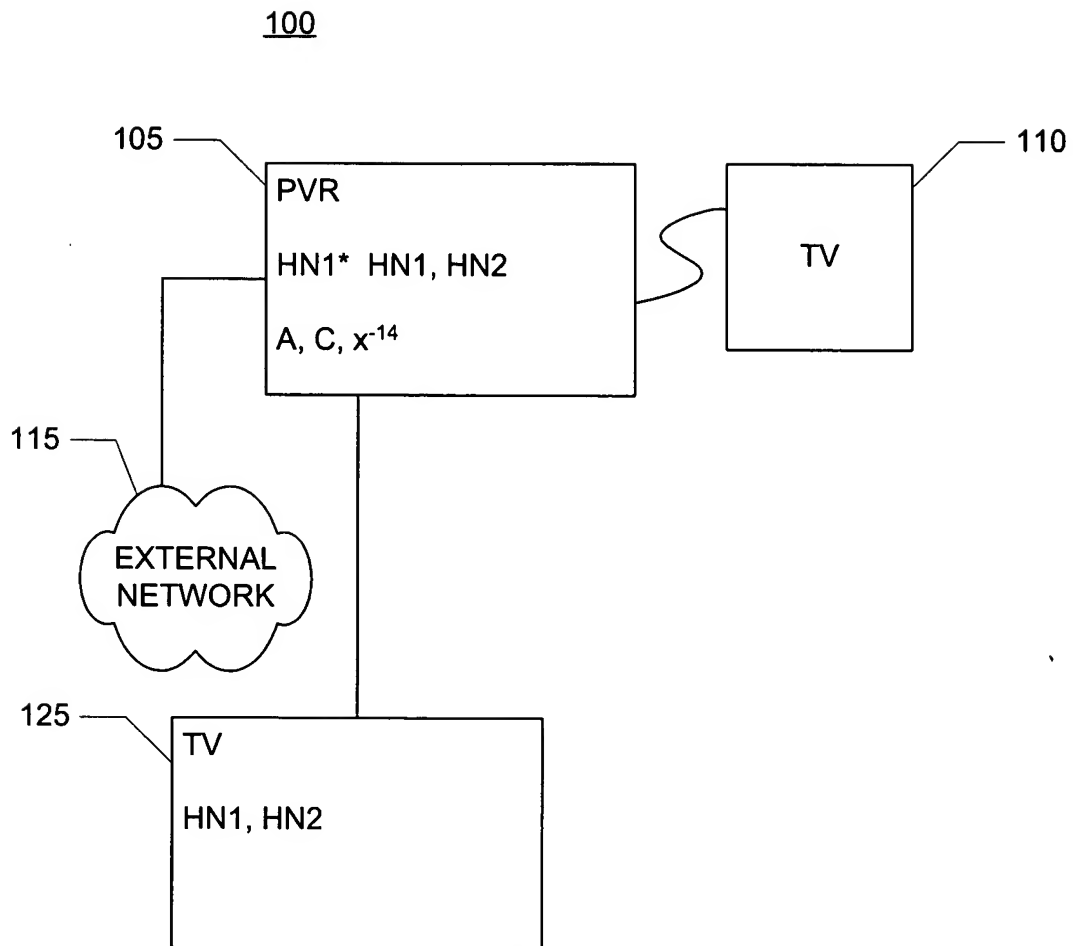 100
105
110
PVR
HN1* HN1, HN2
A, C, x⁻¹⁴
TV
115
EXTERNAL
NETWORK
125
TV
HN1, HN2